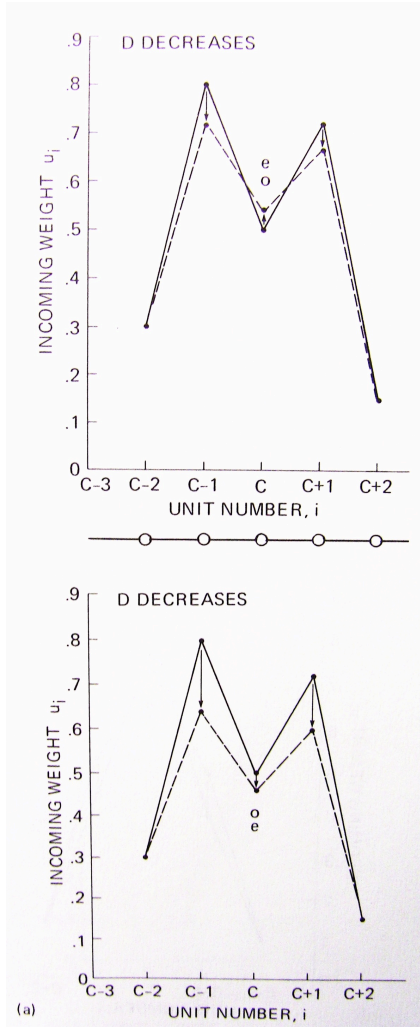 D DECREASES
.9
.8
.7
.6
.5
.4
.3
.2
.1
0
INCOMING WEIGHT ui
e
o
C-3 C-2 C-1 C C+1 C+2
UNIT NUMBER, i
D DECREASES
.9
.8
.7
.6
.5
.4
.3
.2
.1
0
INCOMING WEIGHT ui
o
e
C-3 C-2 C-1 C C+1 C+2
UNIT NUMBER, i
(a)